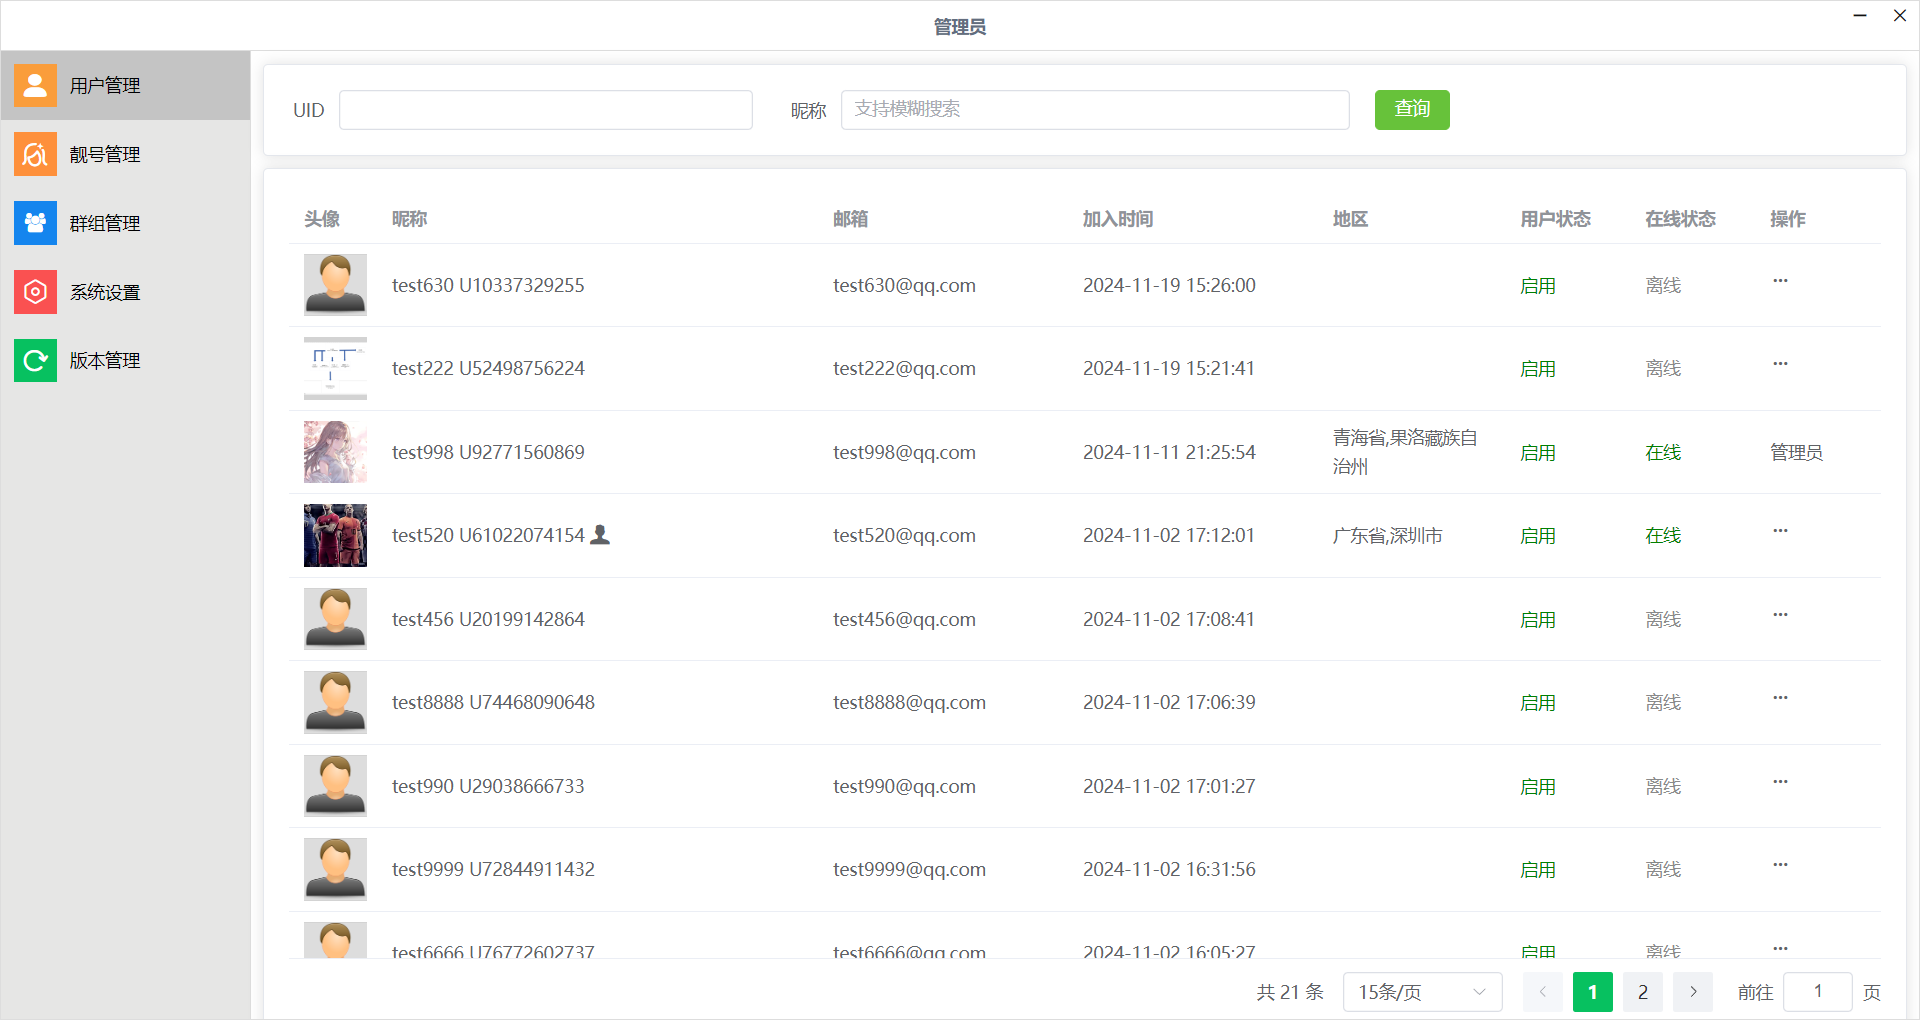 管理员
用户管理
靓号管理
群组管理
系统设置
版本管理
UID
昵称 支持模糊搜索 查询
头像 昵称 邮箱 加入时间 地区 用户状态 在线状态 操作
test630 U10337329255 test630@qq.com 2024-11-19 15:26:00 启用 离线 ···
test222 U52498756224 test222@qq.com 2024-11-19 15:21:41 启用 离线 ···
test998 U92771560869 test998@qq.com 2024-11-11 21:25:54 青海省,果洛藏族自 启用 在线 管理员
治州
test520 U61022074154 test520@qq.com 2024-11-02 17:12:01 广东省,深圳市 启用 在线 ···
test456 U20199142864 test456@qq.com 2024-11-02 17:08:41 启用 离线 ···
test8888 U74468090648 test8888@qq.com 2024-11-02 17:06:39 启用 离线 ···
test990 U29038666733 test990@qq.com 2024-11-02 17:01:27 启用 离线 ···
test9999 U72844911432 test9999@qq.com 2024-11-02 16:31:56 启用 离线 ···
test6666 U76772602737 test6666@qq.com 2024-11-02 16:05:27 启用 离线 ···
共 21 条 15条/页 1 2 前往 1 页